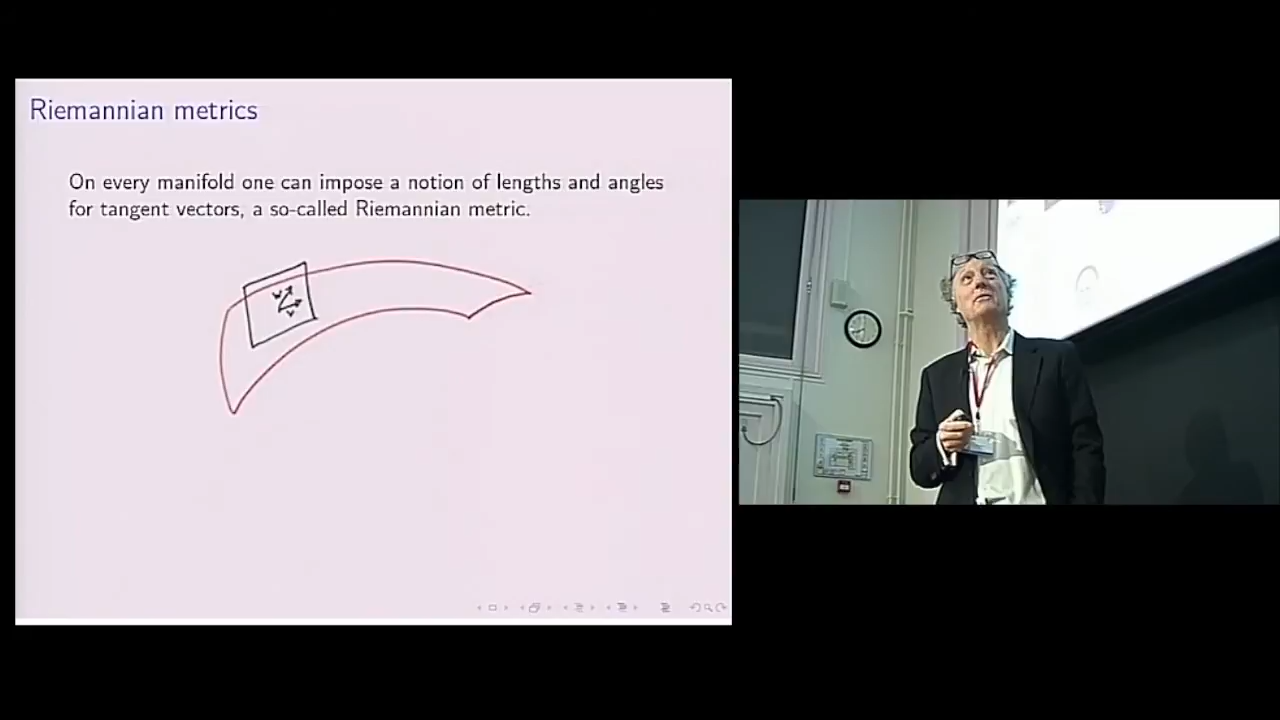 Riemannian metrics
On every manifold one can impose a notion of lengths and angles
for tangent vectors, a so-called Riemannian metric.
w
v